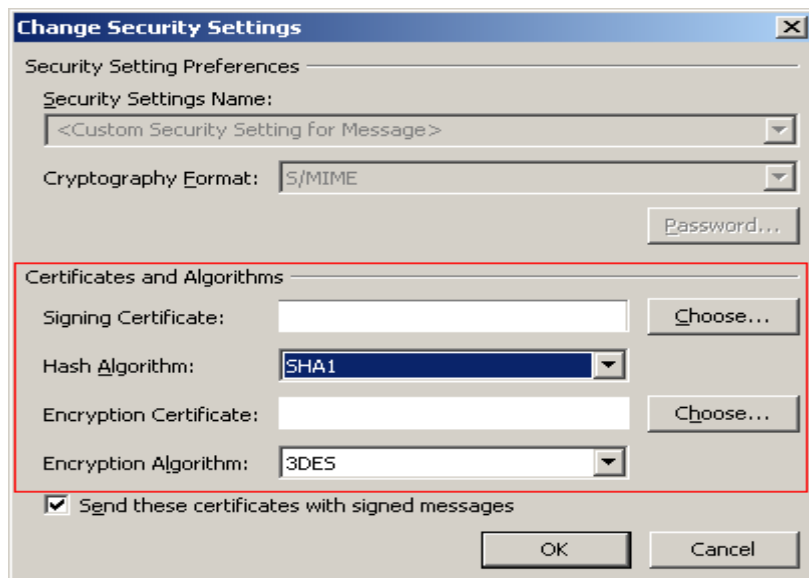 Change Security Settings
Security Setting Preferences
Security Settings Name:
<Custom Security Setting for Message>
Cryptography Format: S/MIME
Password...
Certificates and Algorithms
Signing Certificate: Choose...
Hash Algorithm: SHA1
Encryption Certificate: Choose...
Encryption Algorithm: 3DES
Send these certificates with signed messages
OK Cancel